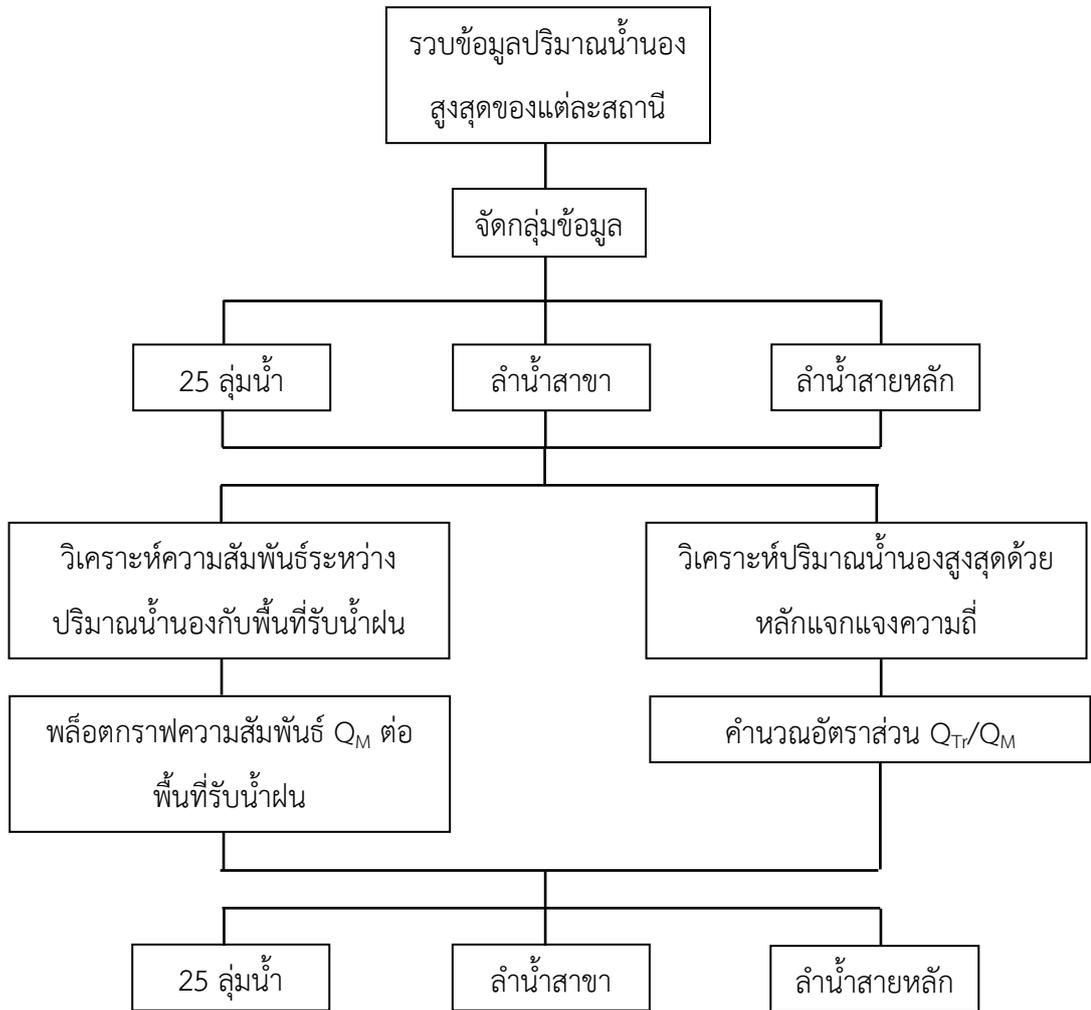 รวบข้อมูลปริมาณน้ำนอง
สูงสุดของแต่ละสถานี
จัดกลุ่มข้อมูล
25 ลุ่มน้ำ
ลำน้ำสาขา
ลำน้ำสายหลัก
วิเคราะห์ความสัมพันธ์ระหว่าง
ปริมาณน้ำนองกับพื้นที่รับน้ำฝน
วิเคราะห์ปริมาณน้ำนองสูงสุดด้วย
หลักแจกแจงความถี่
พล็อตกราฟความสัมพันธ์ Q_M ต่อ
พื้นที่รับน้ำฝน
คำนวณอัตราส่วน Q_Tr/Q_M
25 ลุ่มน้ำ
ลำน้ำสาขา
ลำน้ำสายหลัก